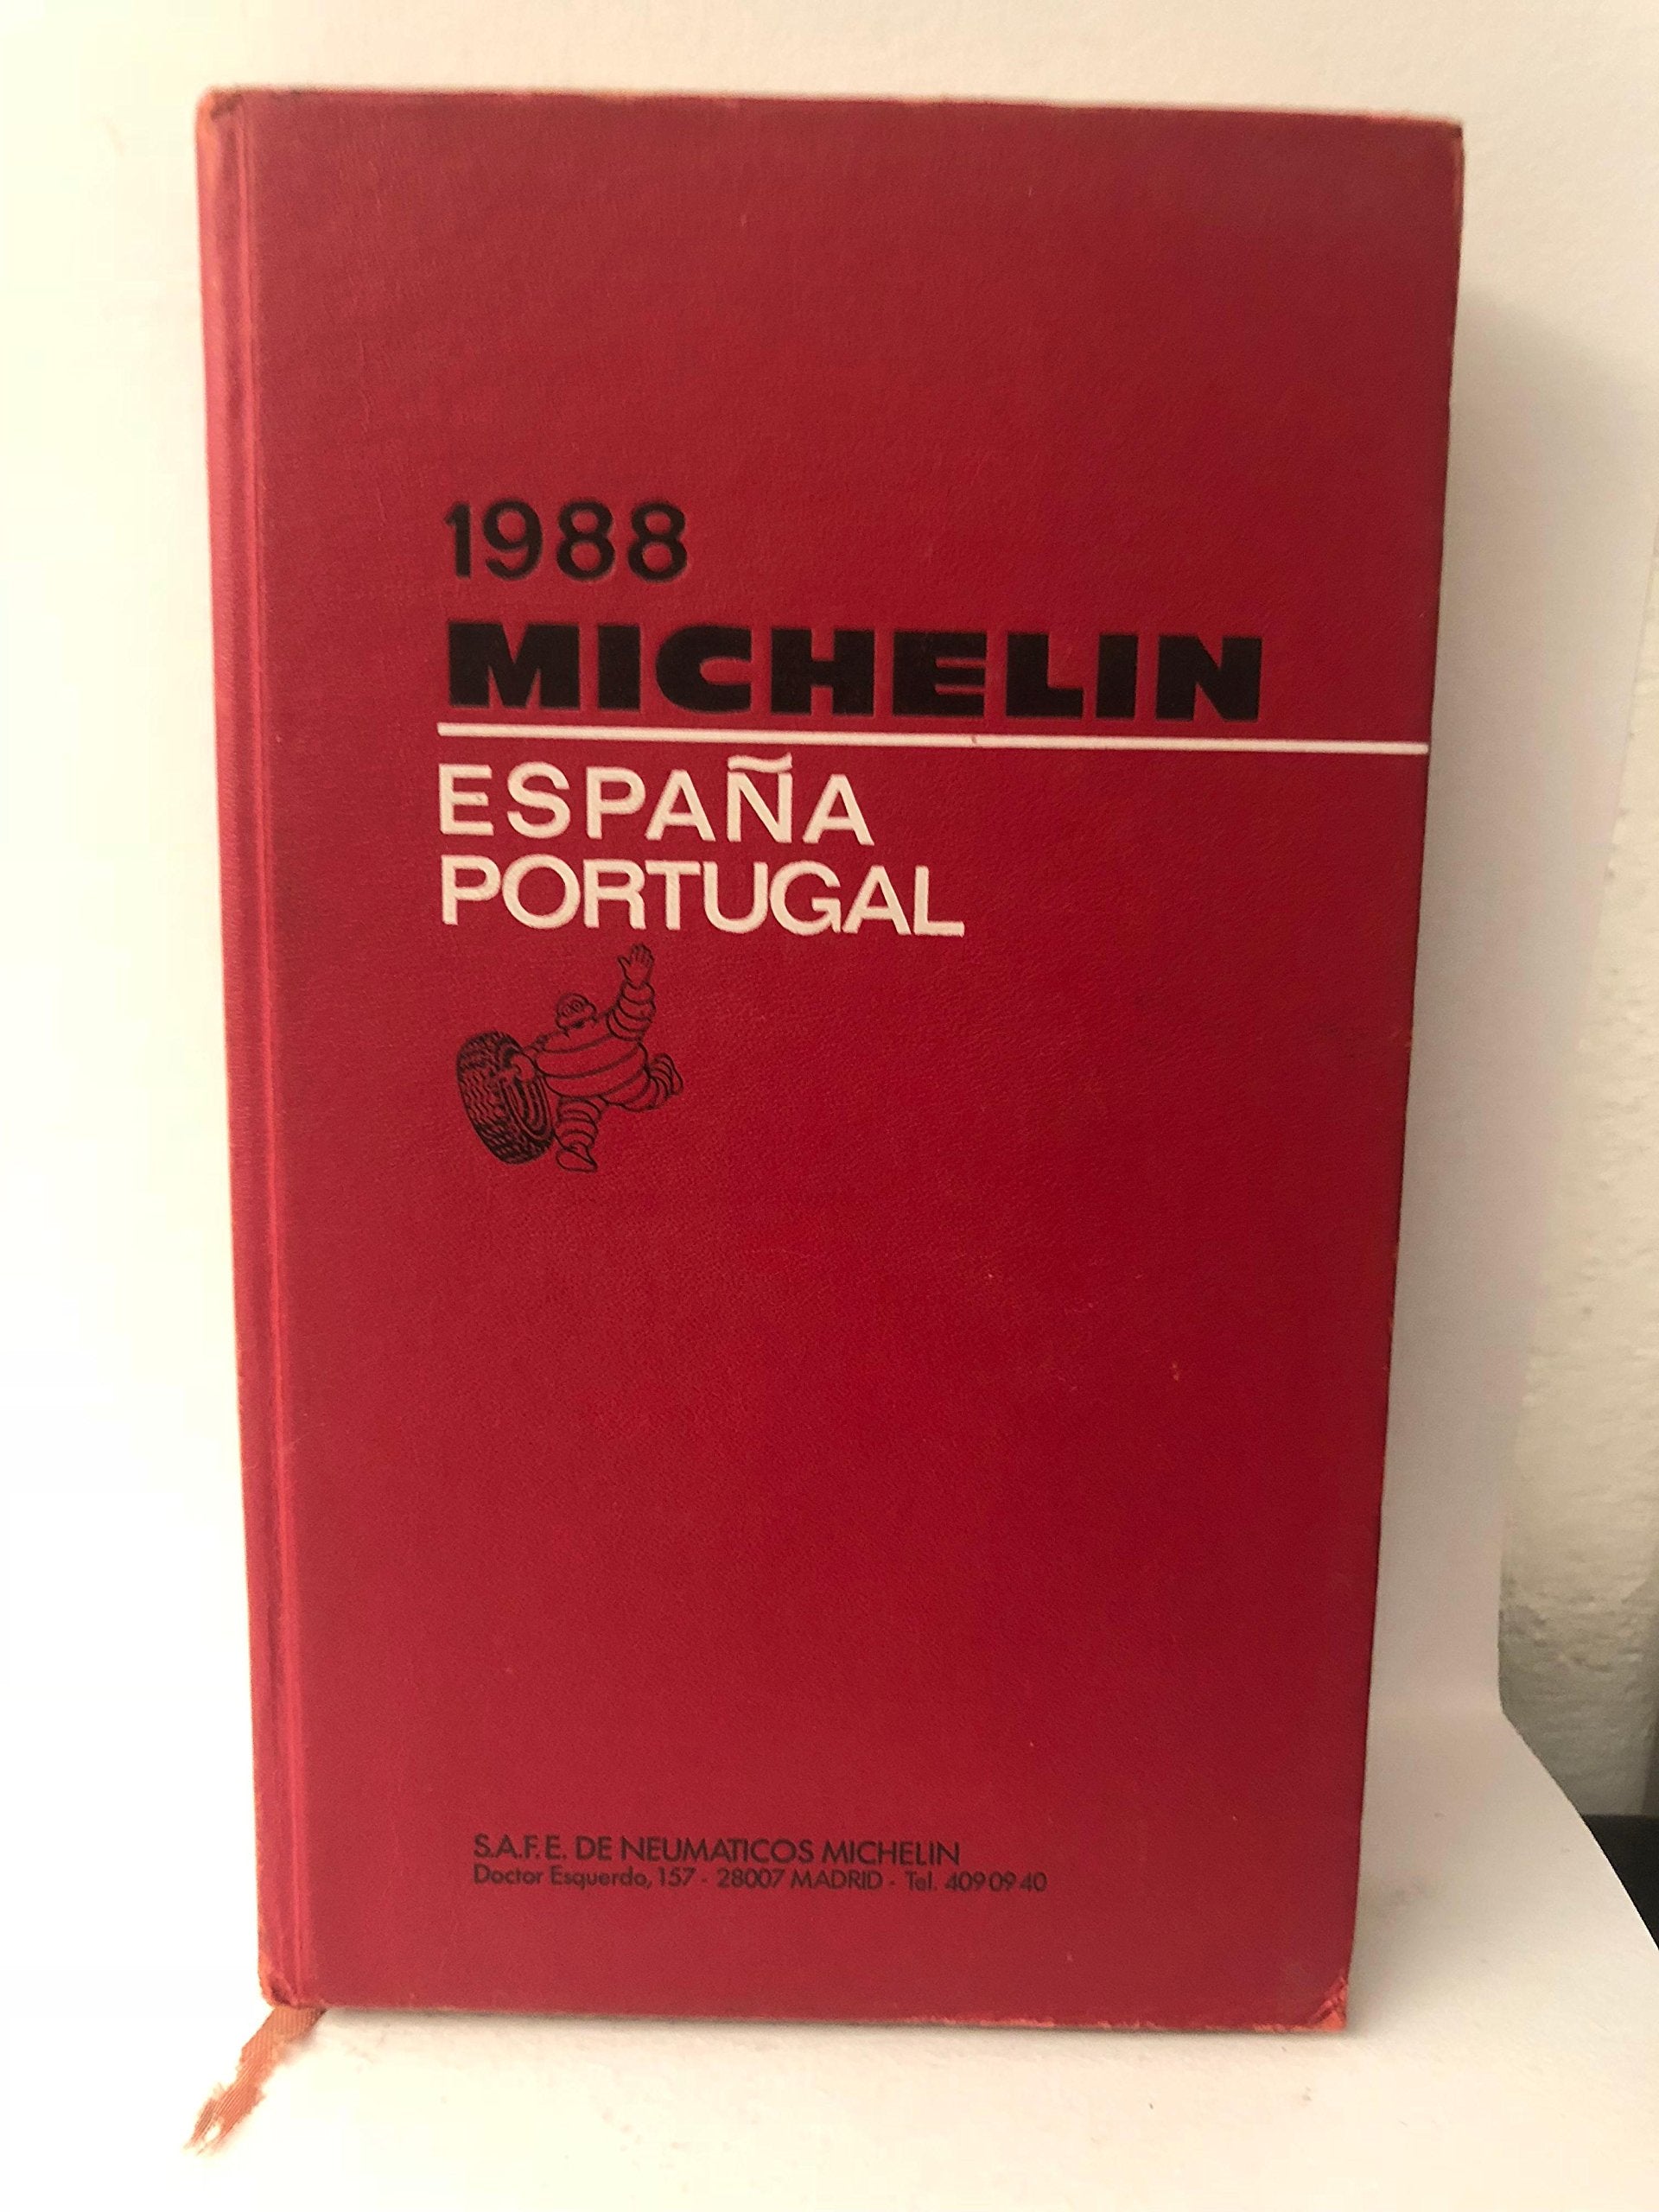 1988
MICHELIN
ESPAÑA
PORTUGAL
S.A.F.E. DE NEUMATICOS MICHELIN
Doctor Esquerdo, 157 - 28007 MADRID - Tel. 409 09 40